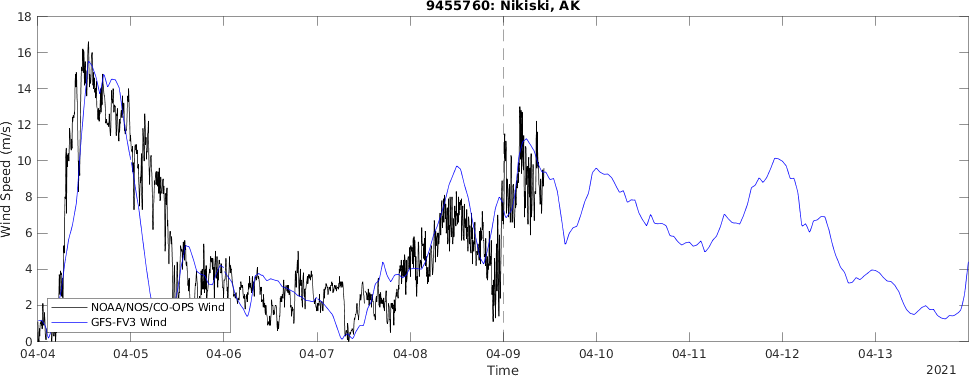 9455760: Nikiski, AK
18
16
14
12
10
8
6
4
2
0
Wind Speed (m/s)
NOAA/NOS/CO-OPS Wind
GFS-FV3 Wind
04-04 04-05 04-06 04-07 04-08 04-09 04-10 04-11 04-12 04-13
Time
2021